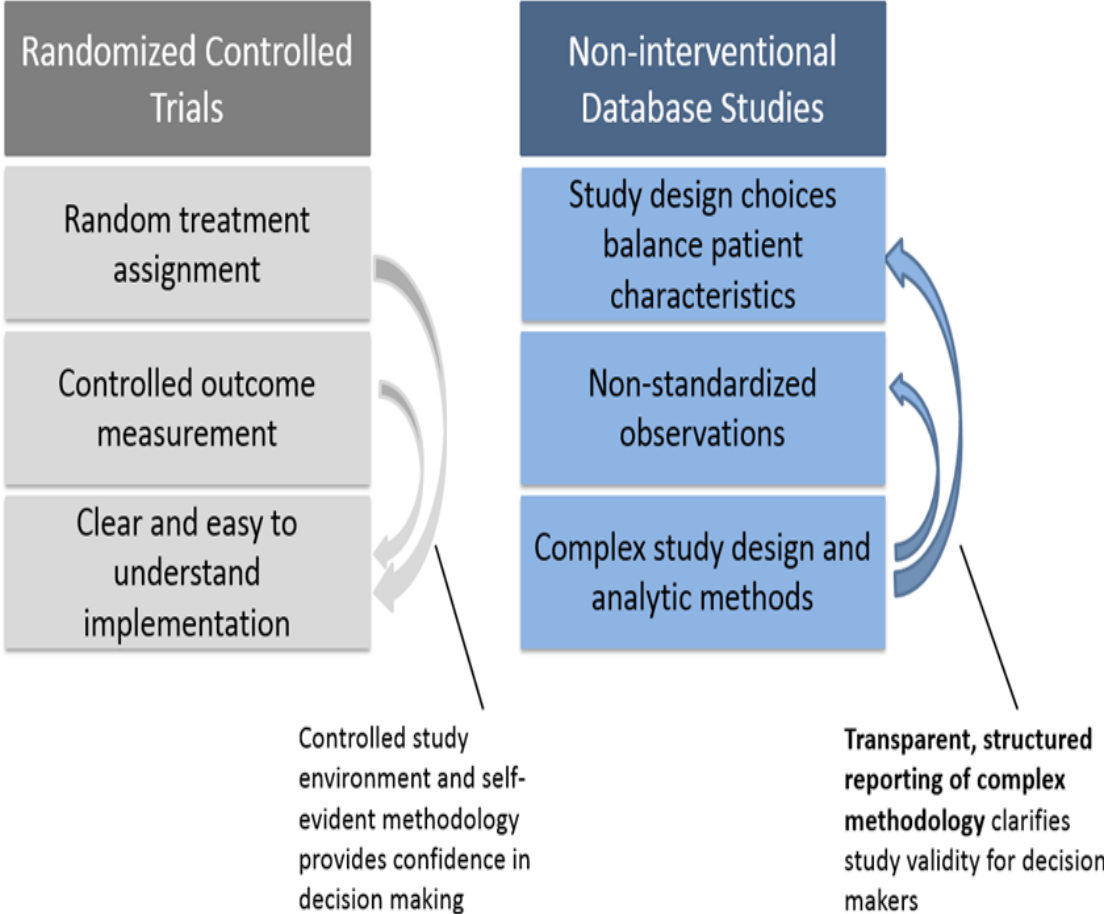 Randomized Controlled
Trials
Random treatment
assignment
Controlled outcome
measurement
Clear and easy to
understand
implementation
Controlled study
environment and self-
evident methodology
provides confidence in
decision making
Non-interventional
Database Studies
Study design choices
balance patient
characteristics
Non-standardized
observations
Complex study design and
analytic methods
Transparent, structured
reporting of complex
methodology clarifies
study validity for decision
makers